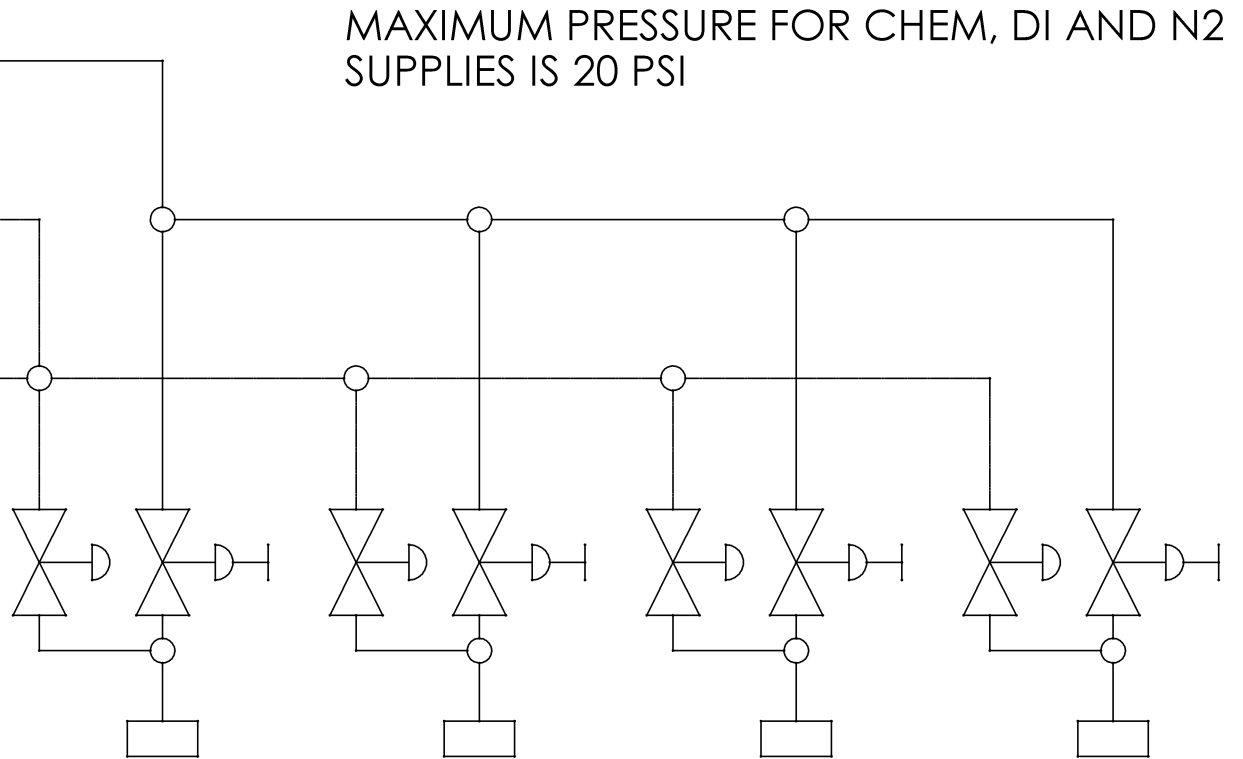 MAXIMUM PRESSURE FOR CHEM, DI AND N2
SUPPLIES IS 20 PSI